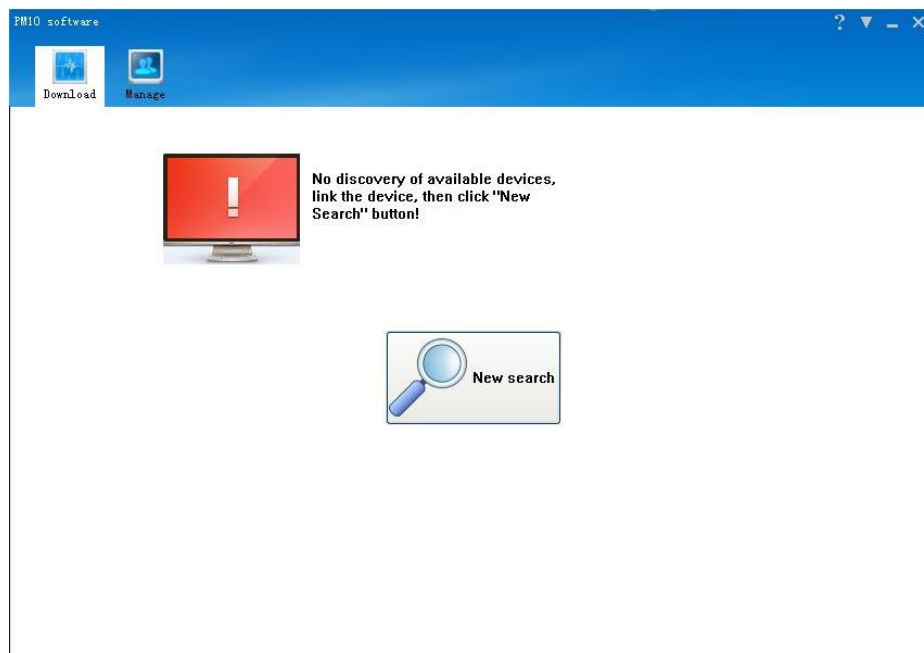 PM10 software
?
Download
Manage
No discovery of available devices,
link the device, then click "New
Search" button!
New search